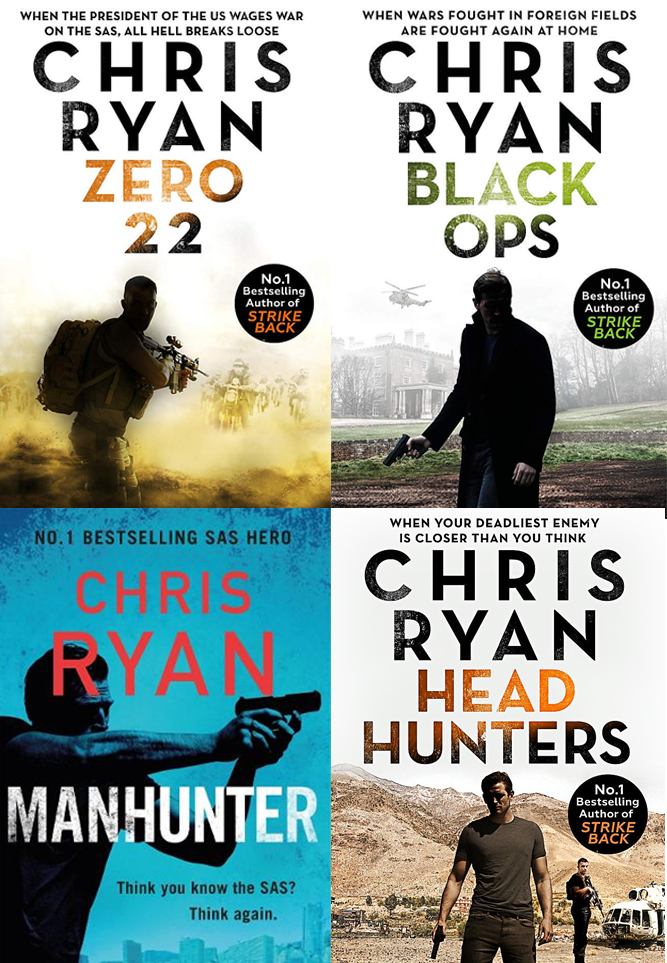 WHEN THE PRESIDENT OF THE US WAGES WAR
ON THE SAS, ALL HELL BREAKS LOOSE
CHRIS
RYAN
ZERO
22
No.1
Bestselling
Author of
STRIKE
BACK
WHEN WARS FOUGHT IN FOREIGN FIELDS
ARE FOUGHT AGAIN AT HOME
CHRIS
RYAN
BLACK
OPS
No.1
Bestselling
Author of
STRIKE
BACK
NO.1 BESTSELLING SAS HERO
CHRIS
RYAN
MANHUNTER
Think you know the SAS?
Think again.
WHEN YOUR DEADLIEST ENEMY
IS CLOSER THAN YOU THINK
CHRIS
RYAN
HEAD
HUNTERS
No.1
Bestselling
Author of
STRIKE
BACK